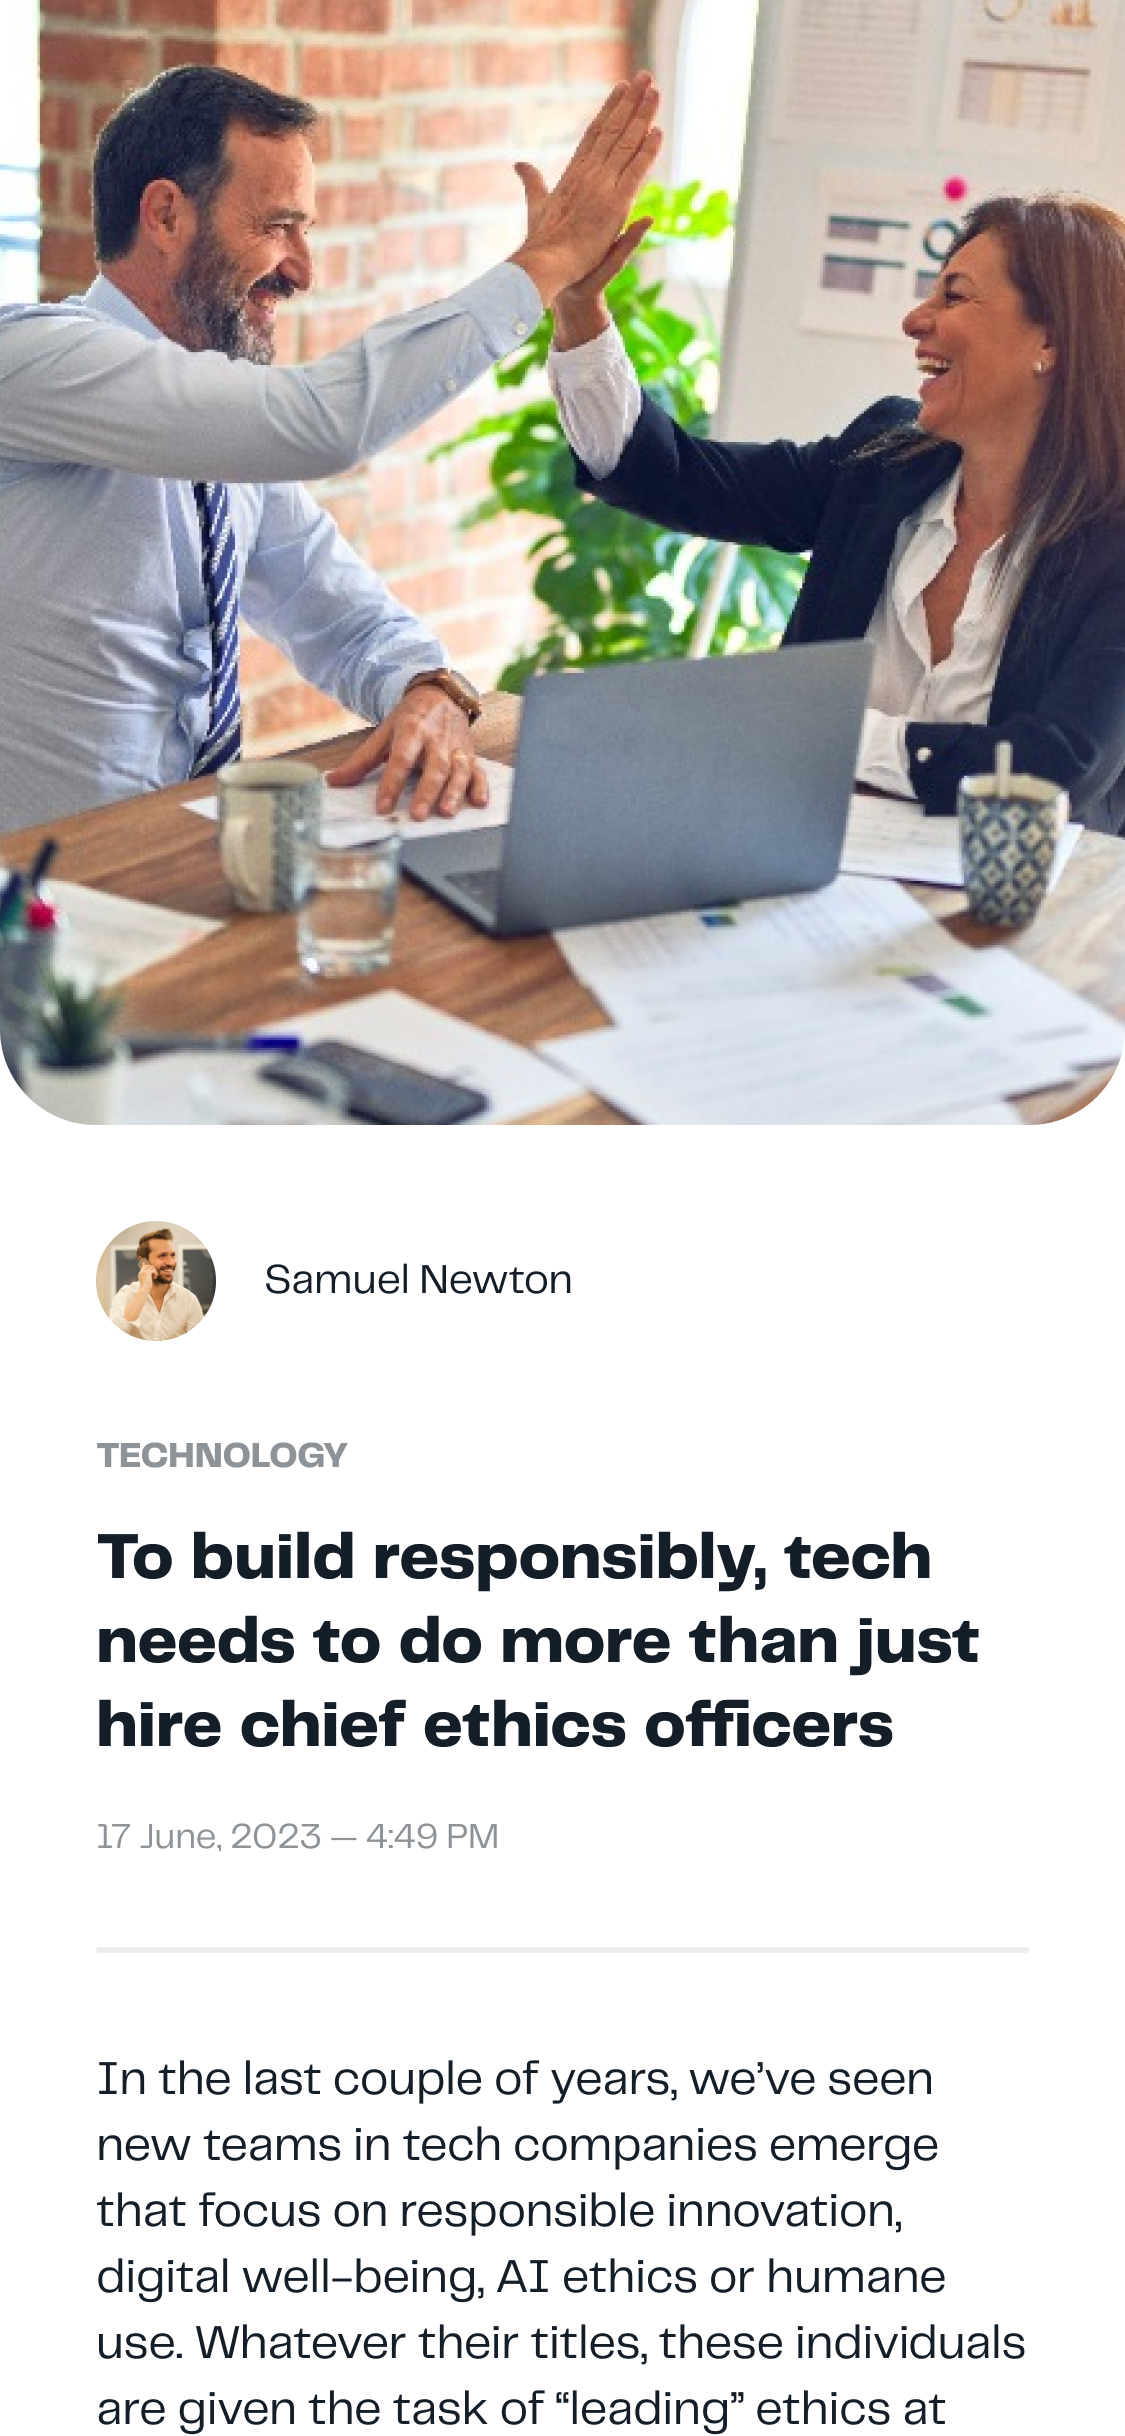 Samuel Newton
TECHNOLOGY
To build responsibly, tech
needs to do more than just
hire chief ethics officers
17 June, 2023 — 4:49 PM
In the last couple of years, we’ve seen
new teams in tech companies emerge
that focus on responsible innovation,
digital well–being, AI ethics or humane
use. Whatever their titles, these individuals
are given the task of “leading” ethics at